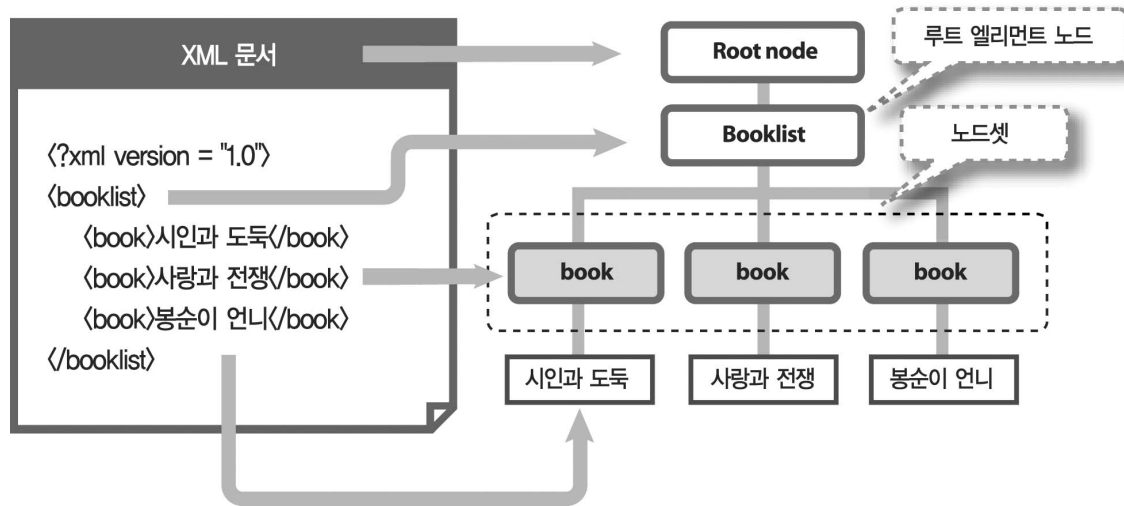 XML 문서
<?xml version = "1.0">
<booklist>
<book>시인과 도둑</book>
<book>사랑과 전쟁</book>
<book>봉순이 언니</book>
</booklist>
Root node
루트 엘리먼트 노드
Booklist
노드셋
book
book
book
시인과 도둑
사랑과 전쟁
봉순이 언니